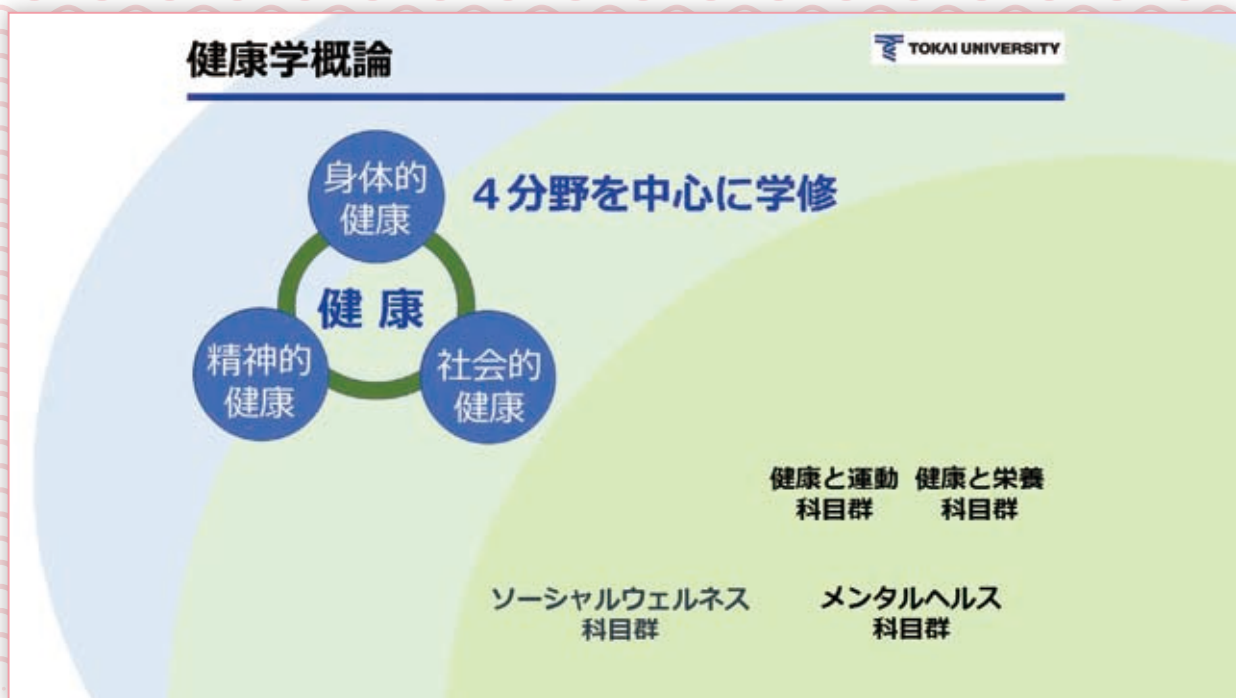 健康学概論
TOKAI UNIVERSITY
身体的
健康
4分野を中心に学修
健康
精神的
健康
社会的
健康
健康と運動
科目群
健康と栄養
科目群
ソーシャルウェルネス
科目群
メンタルヘルス
科目群